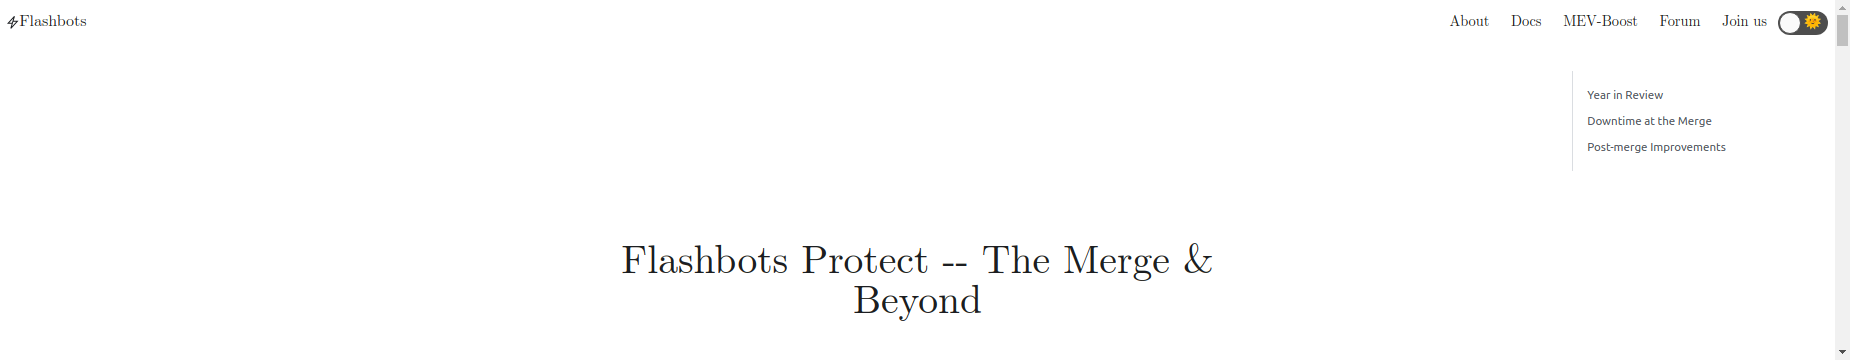 Flashbots
About Docs MEV-Boost Forum Join us
Year in Review
Downtime at the Merge
Post-merge Improvements
Flashbots Protect -- The Merge &
Beyond